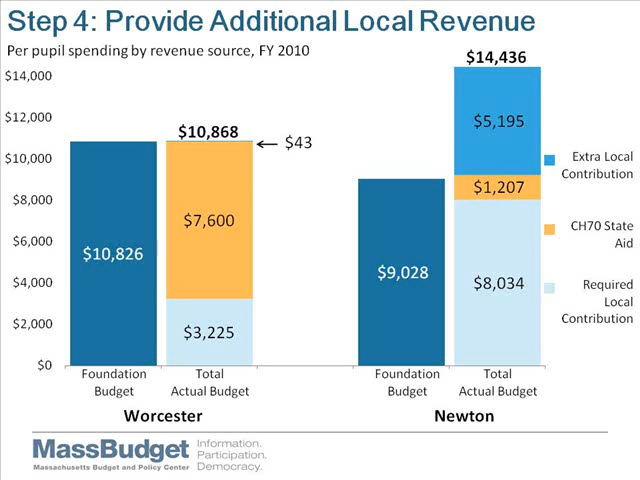 Step 4: Provide Additional Local Revenue
Per pupil spending by revenue source, FY 2010
$14,000
$12,000
$10,000
$8,000
$6,000
$4,000
$2,000
$0
$10,826
$10,868
$43
$7,600
$3,225
$9,028
$14,436
$5,195
$1,207
$8,034
Extra Local
Contribution
CH70 State
Aid
Required
Local
Contribution
Foundation
Budget
Total
Actual Budget
Foundation
Budget
Total
Actual Budget
Worcester
Newton
MassBudget
Massachusetts Budget and Policy Center
Information.
Participation.
Democracy.